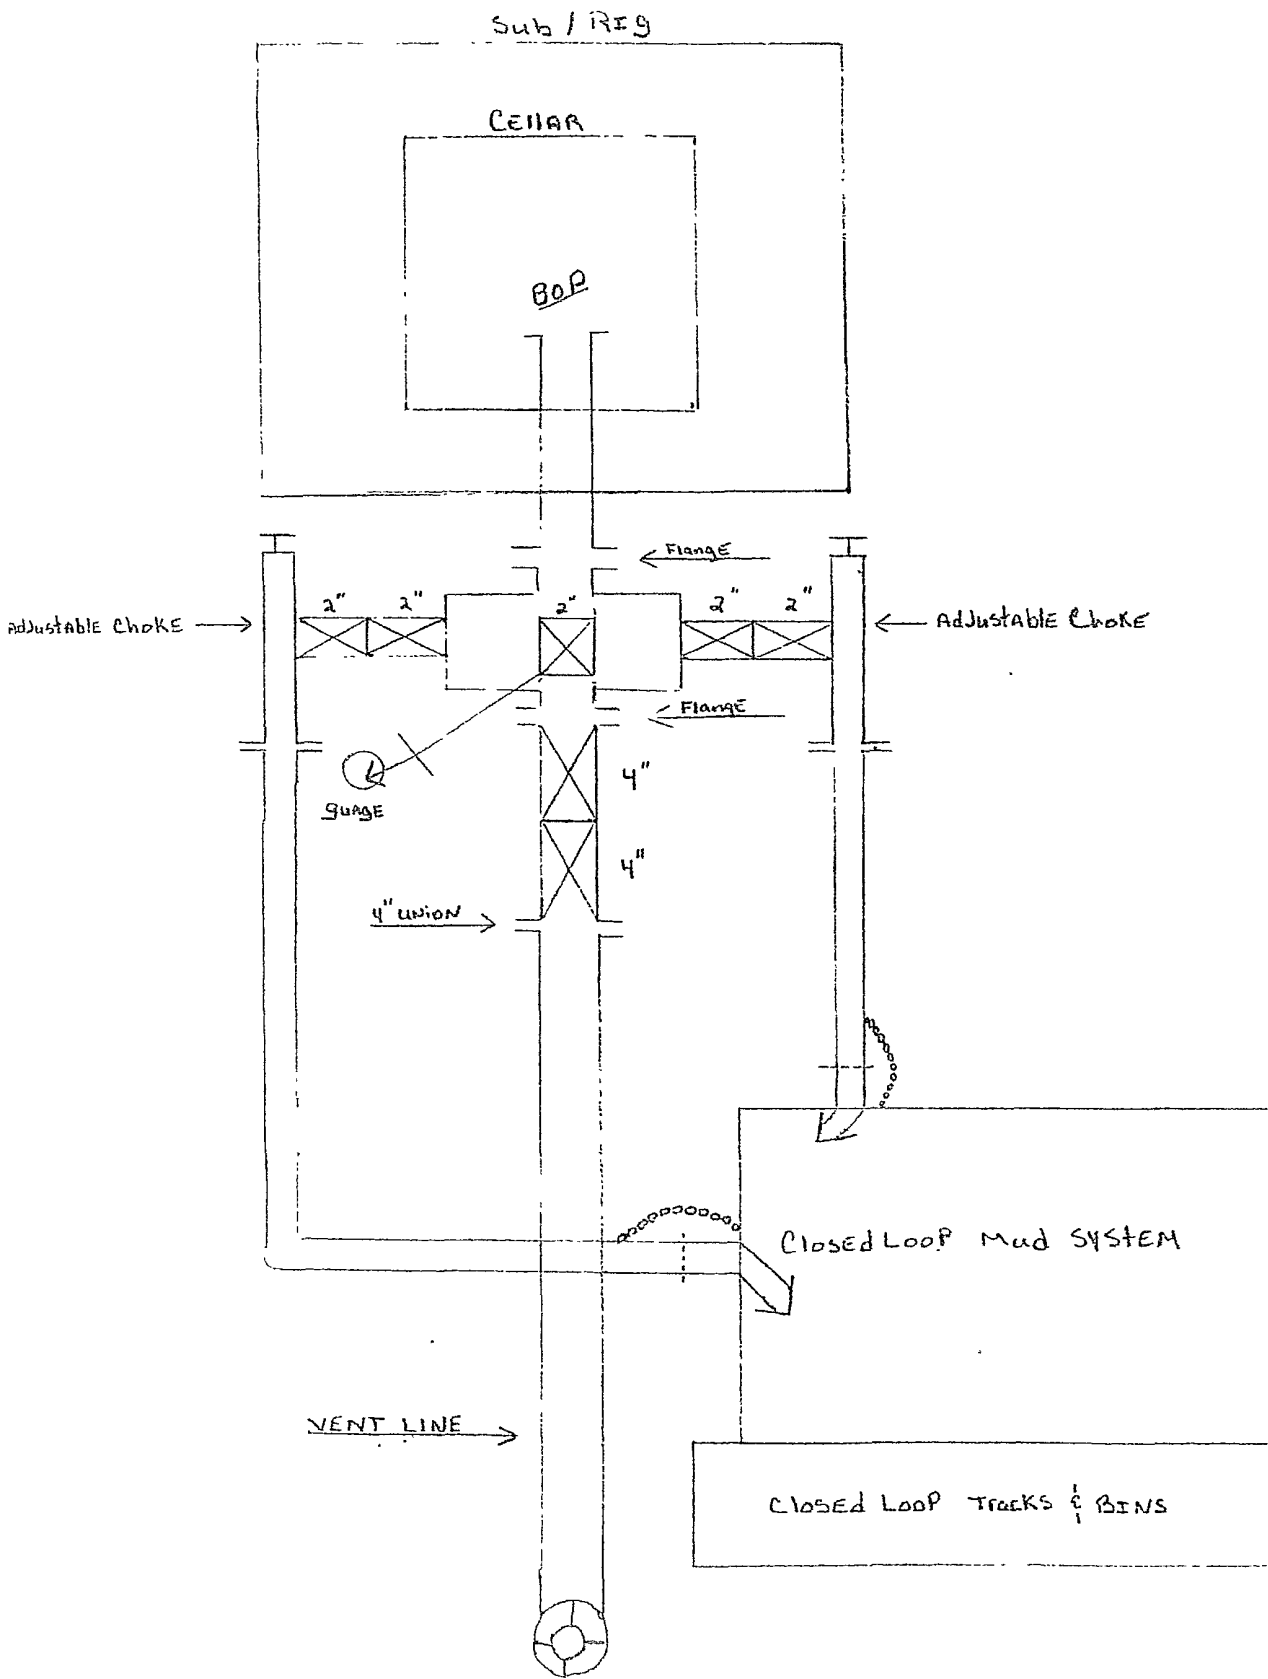 Sub / RIg
CEllAR
BOP
Flange
2"
2"
2"
2"
2"
AdjustABLE ChoKE
AdJustABLE ChoKE
Flange
4"
guagE
4"
4" UNION
Closed Loop Mud SYStEM
VENT LINE
Closed Loop Tracks & BINS